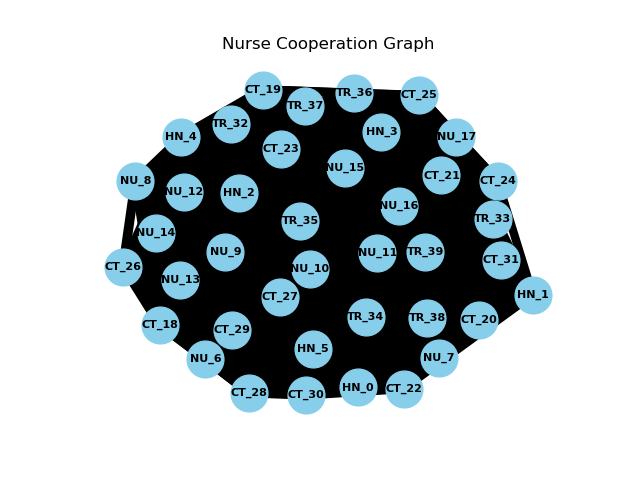 Nurse Cooperation Graph
CT_19
TR_36
CT_25
TR_37
TR_32
HN_3
HN_4
NU_17
CT_23
NU_15
CT_21
NU_8
CT_24
NU_12
HN_2
NU_16
TR_33
TR_35
NU_14
NU_9
NU_11
TR_39
CT_31
CT_26
NU_10
NU_13
HN_1
CT_27
TR_34
TR_38
CT_20
CT_18
CT_29
HN_5
NU_7
NU_6
HN_0
CT_22
CT_28
CT_30